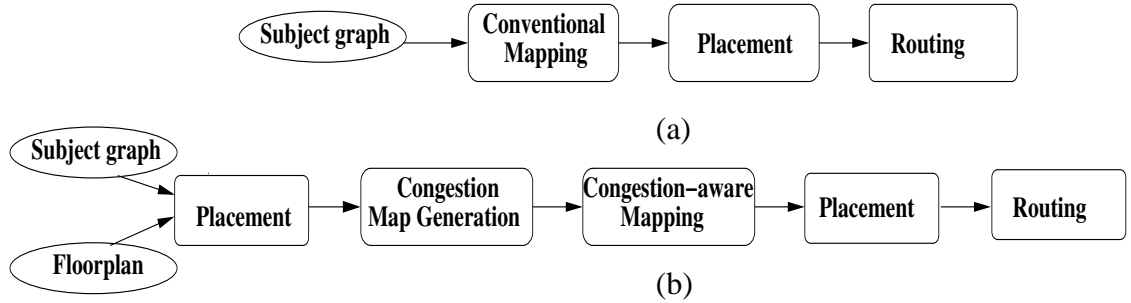 Subject graph
Conventional
Mapping
Placement
Routing
(a)
Subject graph
Floorplan
Placement
Congestion
Map Generation
Congestion-aware
Mapping
Placement
Routing
(b)